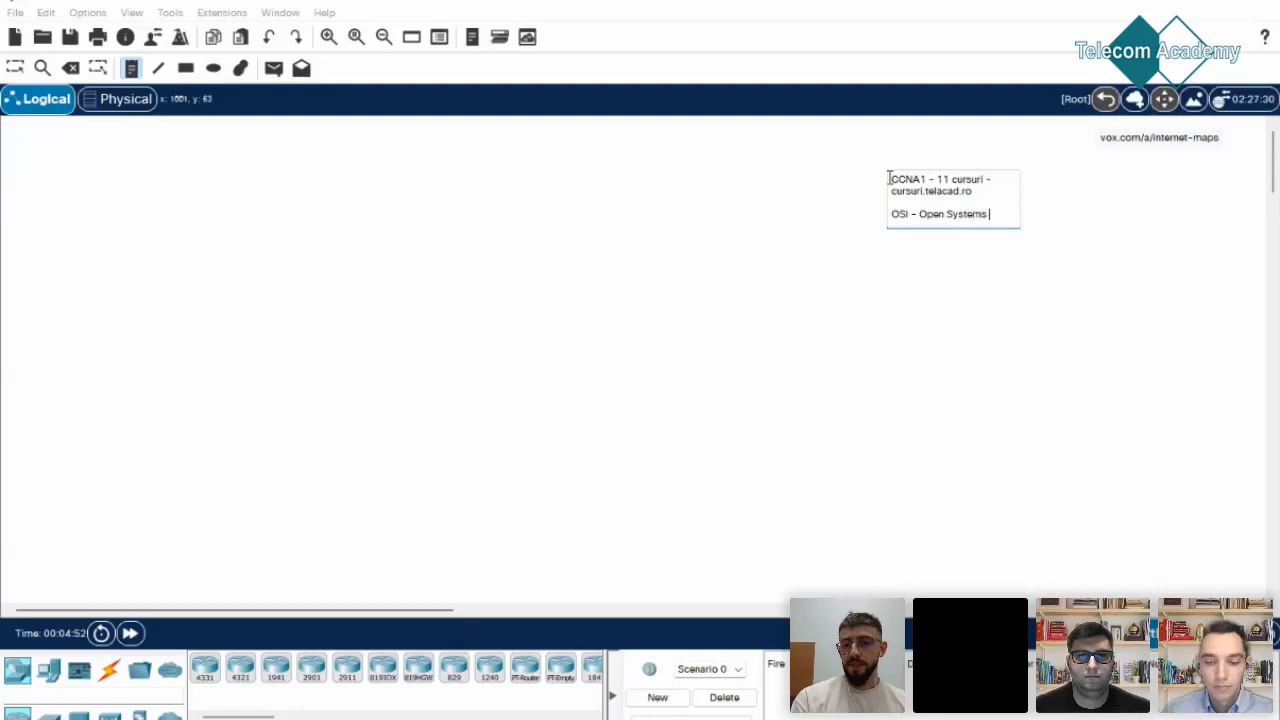 File Edit Options View Tools Extensions Window Help
Telecom Academy
?
Logical Physical x: 1001, y: 63 [Root] 02:27:30
vox.com/a/internet-maps
CCNA1 - 11 cursuri -
cursuri.telacad.ro
OSI - Open Systems
Time: 00:04:52
4331 4321 1941 2901 2911 819IOX 819HGW 829 1240 PT-Router PT-Empty 184
Scenario 0
New Delete
Fire